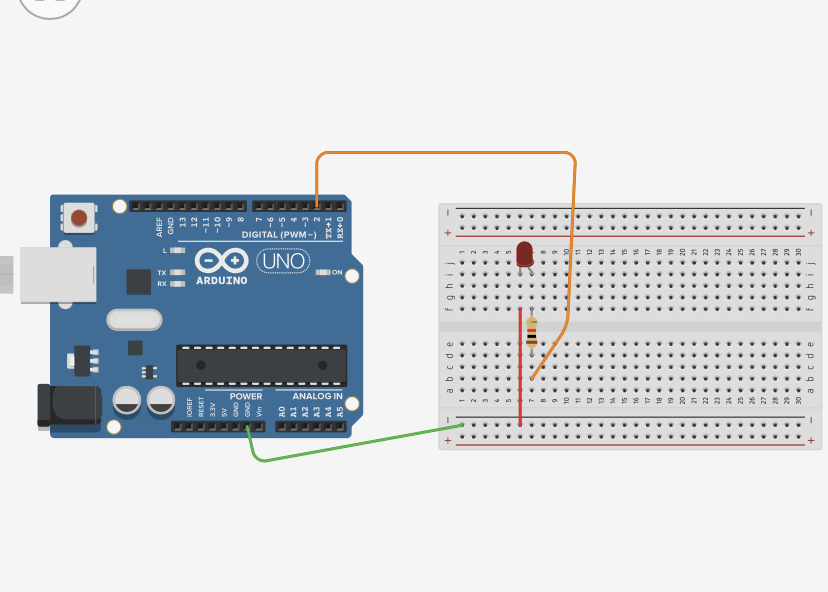 AREF
GND
13
12
~11
~10
~9
8
7
~6
~5
4
~3
2
TX→1
RX←0
DIGITAL (PWM~)
L
TX
RX
ARDUINO
UNO
ON
IOREF
RESET
3.3V
5V
GND
GND
Vin
POWER
ANALOG IN
A0
A1
A2
A3
A4
A5
− −
+ +
1 2 3 4 5 8 9 10 11 12 13 14 15 16 17 18 19 20 21 22 23 24 25 26 27 28 29 30
j j
i i
h h
g g
f f
e e
d d
c c
b b
a a
1 2 3 4 5 6 7 8 9 10 11 12 13 14 15 16 17 18 19 20 21 22 23 24 25 26 27 28 29 30
− −
+ +